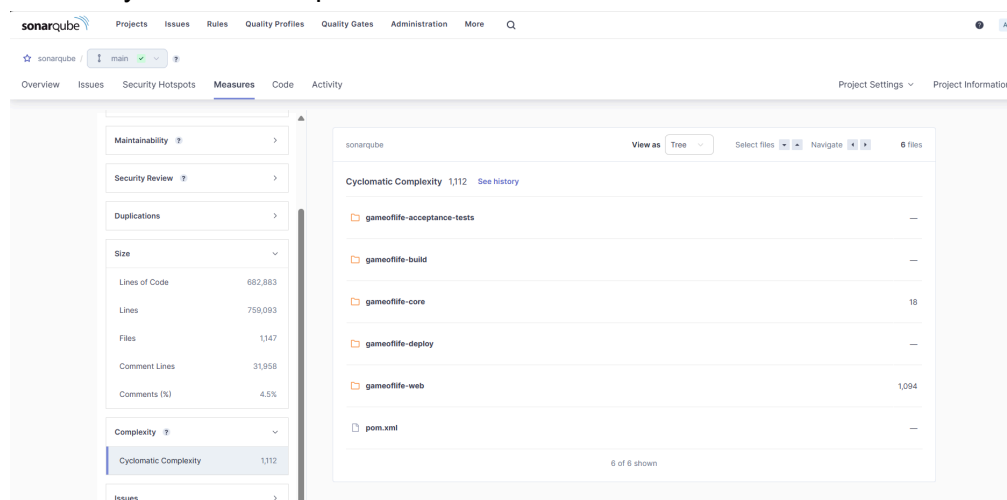 sonarqube
Projects Issues Rules Quality Profiles Quality Gates Administration More
?
A
sonarqube / main ?
Overview Issues Security Hotspots Measures Code Activity
Project Settings Project Information
Maintainability ?
Security Review ?
Duplications
Size
Lines of Code 682,883
Lines 759,093
Files 1,147
Comment Lines 31,958
Comments (%) 4.5%
Complexity ?
Cyclomatic Complexity 1,112
Issues
sonarqube View as Tree Select files Navigate 6 files
Cyclomatic Complexity 1,112 See history
gameoflife-acceptance-tests —
gameoflife-build —
gameoflife-core 18
gameoflife-deploy —
gameoflife-web 1,094
pom.xml —
6 of 6 shown